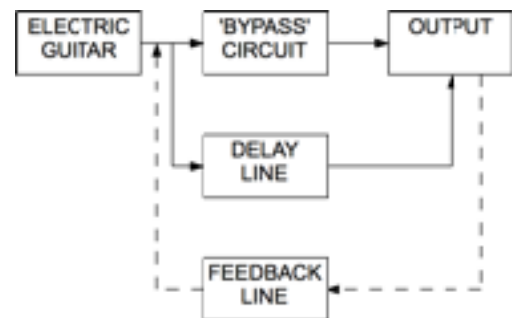 ELECTRIC
GUITAR
'BYPASS'
CIRCUIT
OUTPUT
DELAY
LINE
FEEDBACK
LINE